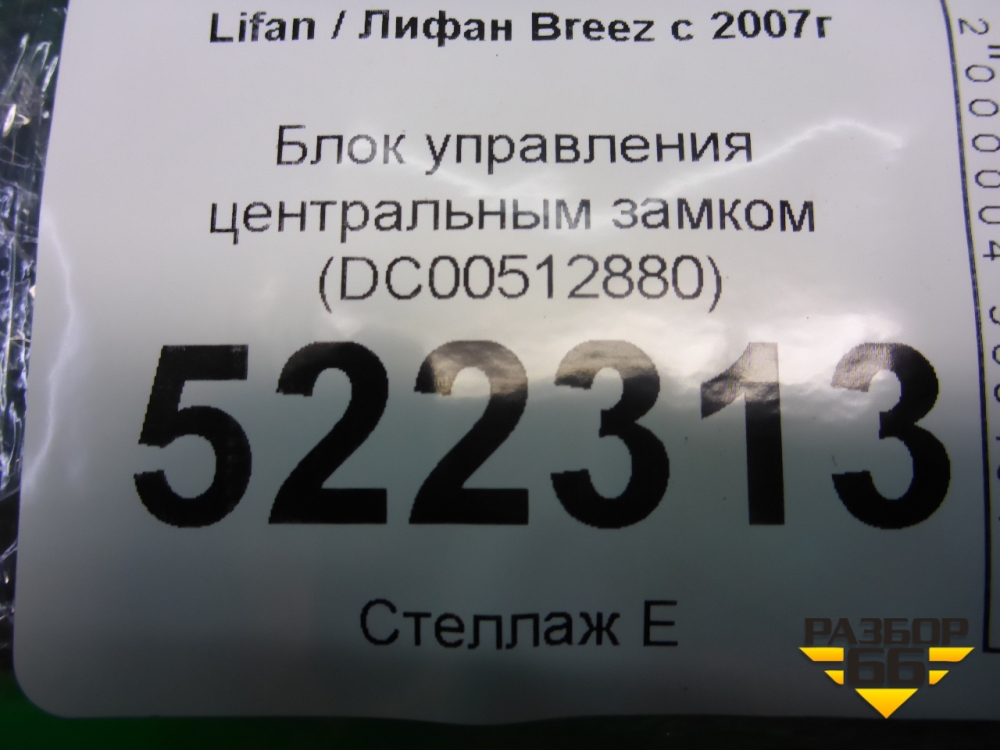 Lifan / Лифан Breez с 2007г
Блок управления
центральным замком
(DC00512880)
522313
Стеллаж Е
РАЗБОР
66